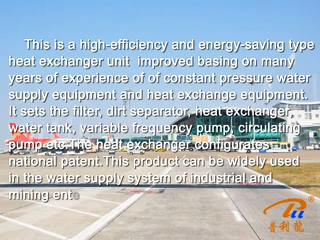 This is a high-efficiency and energy-saving type
heat exchanger unit improved basing on many
years of experience of of constant pressure water
supply equipment and heat exchange equipment.
It sets the filter, dirt separator, heat exchanger,
water tank, variable frequency pump, circulating
pump etc.The heat exchanger configurates
national patent.This product can be widely used
in the water supply system of industrial and
mining ente
®
普利龍